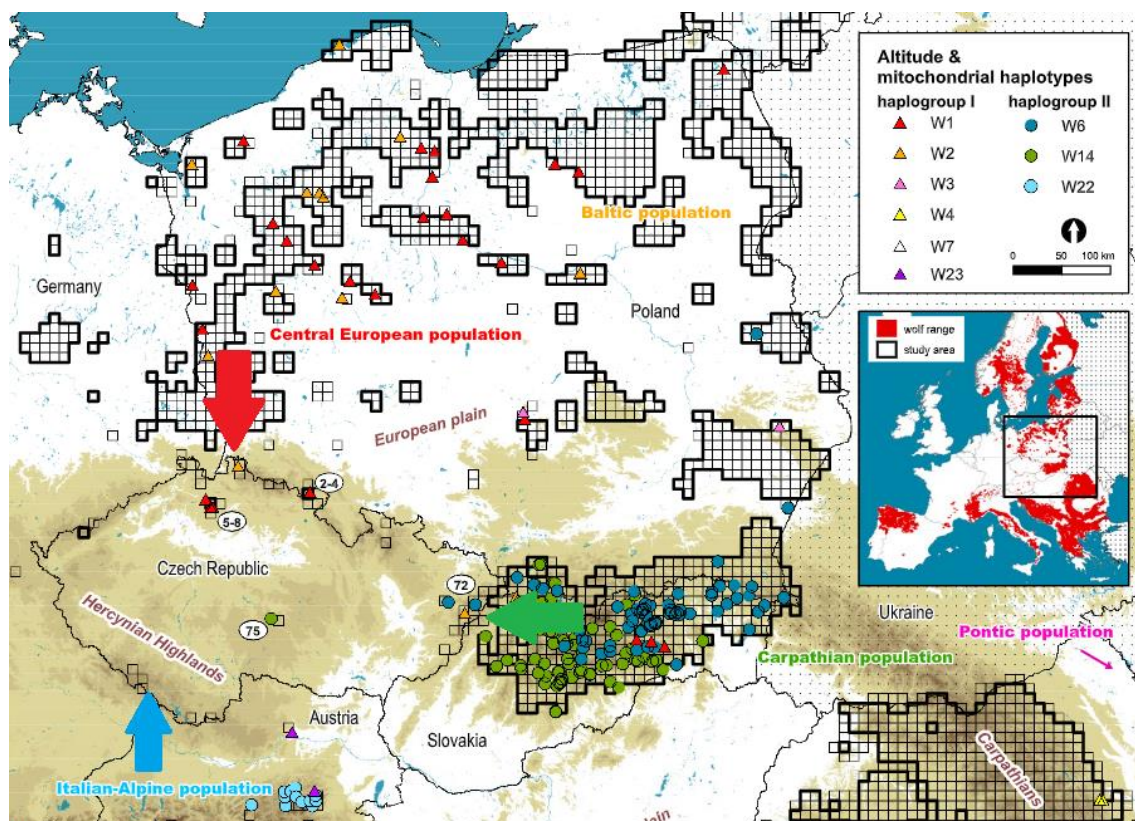 Altitude &
mitochondrial haplotypes
haplogroup I
haplogroup II
W1
W6
W2
W14
W3
W22
W4
W7
0 50 100 km
W23
Baltic population
Germany
Poland
Central European population
wolf range
study area
European plain
2-4
5-8
Czech Republic
72
Ukraine
75
Hercynian Highlands
Pontic population
Carpathian population
Austria
Slovakia
Carpathians
Italian-Alpine population
plain